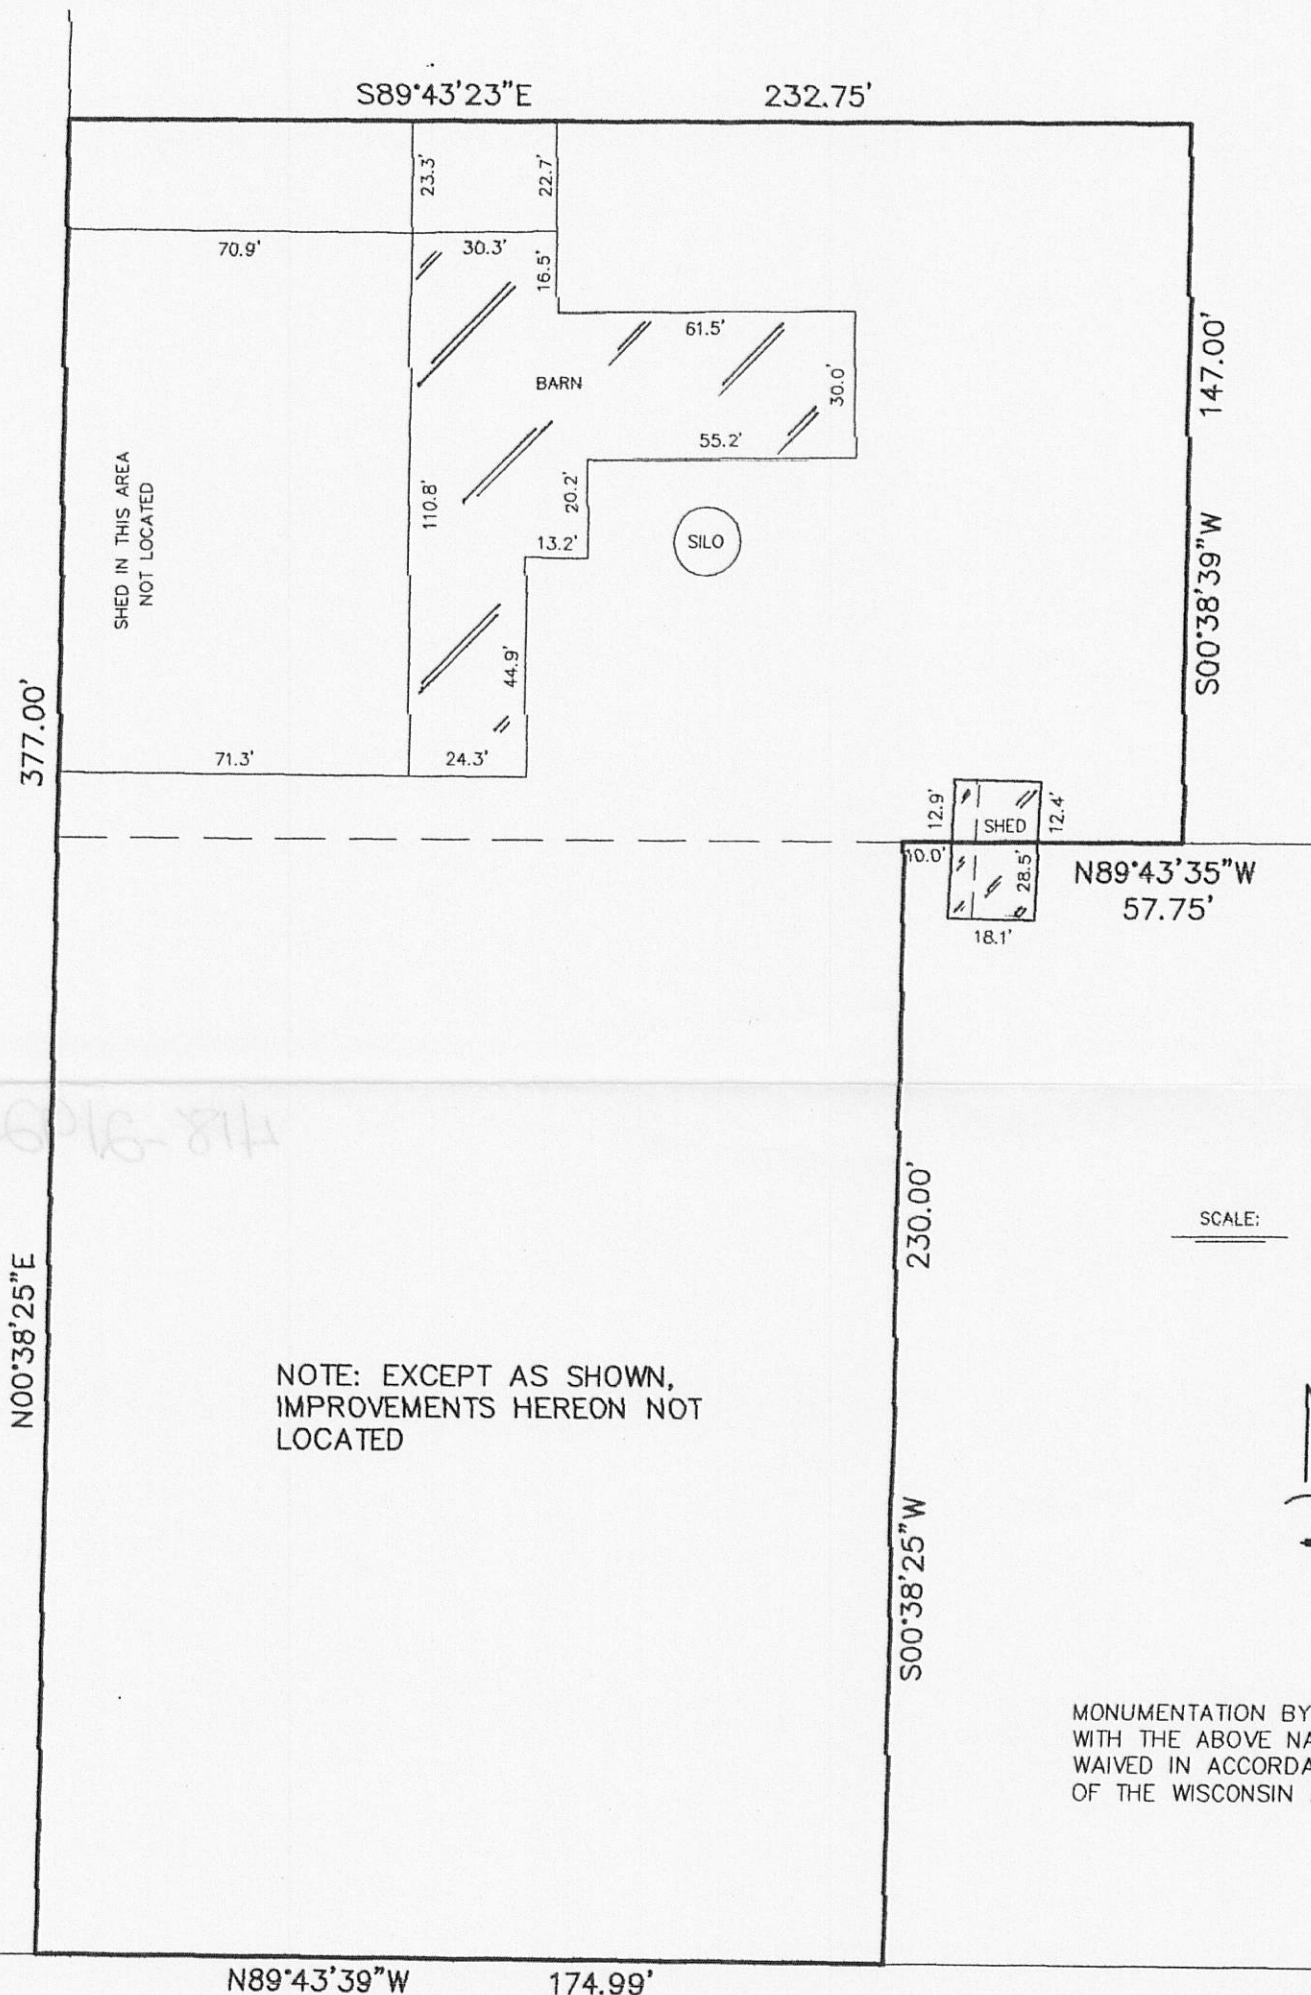 S89°43'23"E 232.75'
23.3'
22.7'
70.9'
30.3'
16.5'
61.5'
30.0'
BARN
55.2'
147.00'
SHED IN THIS AREA
NOT LOCATED
110.8'
20.2'
13.2'
SILO
S00°38'39"W
44.9'
377.00'
71.3'
24.3'
12.9'
12.4'
SHED
10.0'
28.5'
N89°43'35"W
57.75'
18.1'
418-9169
230.00'
SCALE:
N00°38'25"E
NOTE: EXCEPT AS SHOWN,
IMPROVEMENTS HEREON NOT
LOCATED
S00°38'25"W
MONUMENTATION BY
WITH THE ABOVE NA
WAIVED IN ACCORDA
OF THE WISCONSIN
N89°43'39"W 174.99'